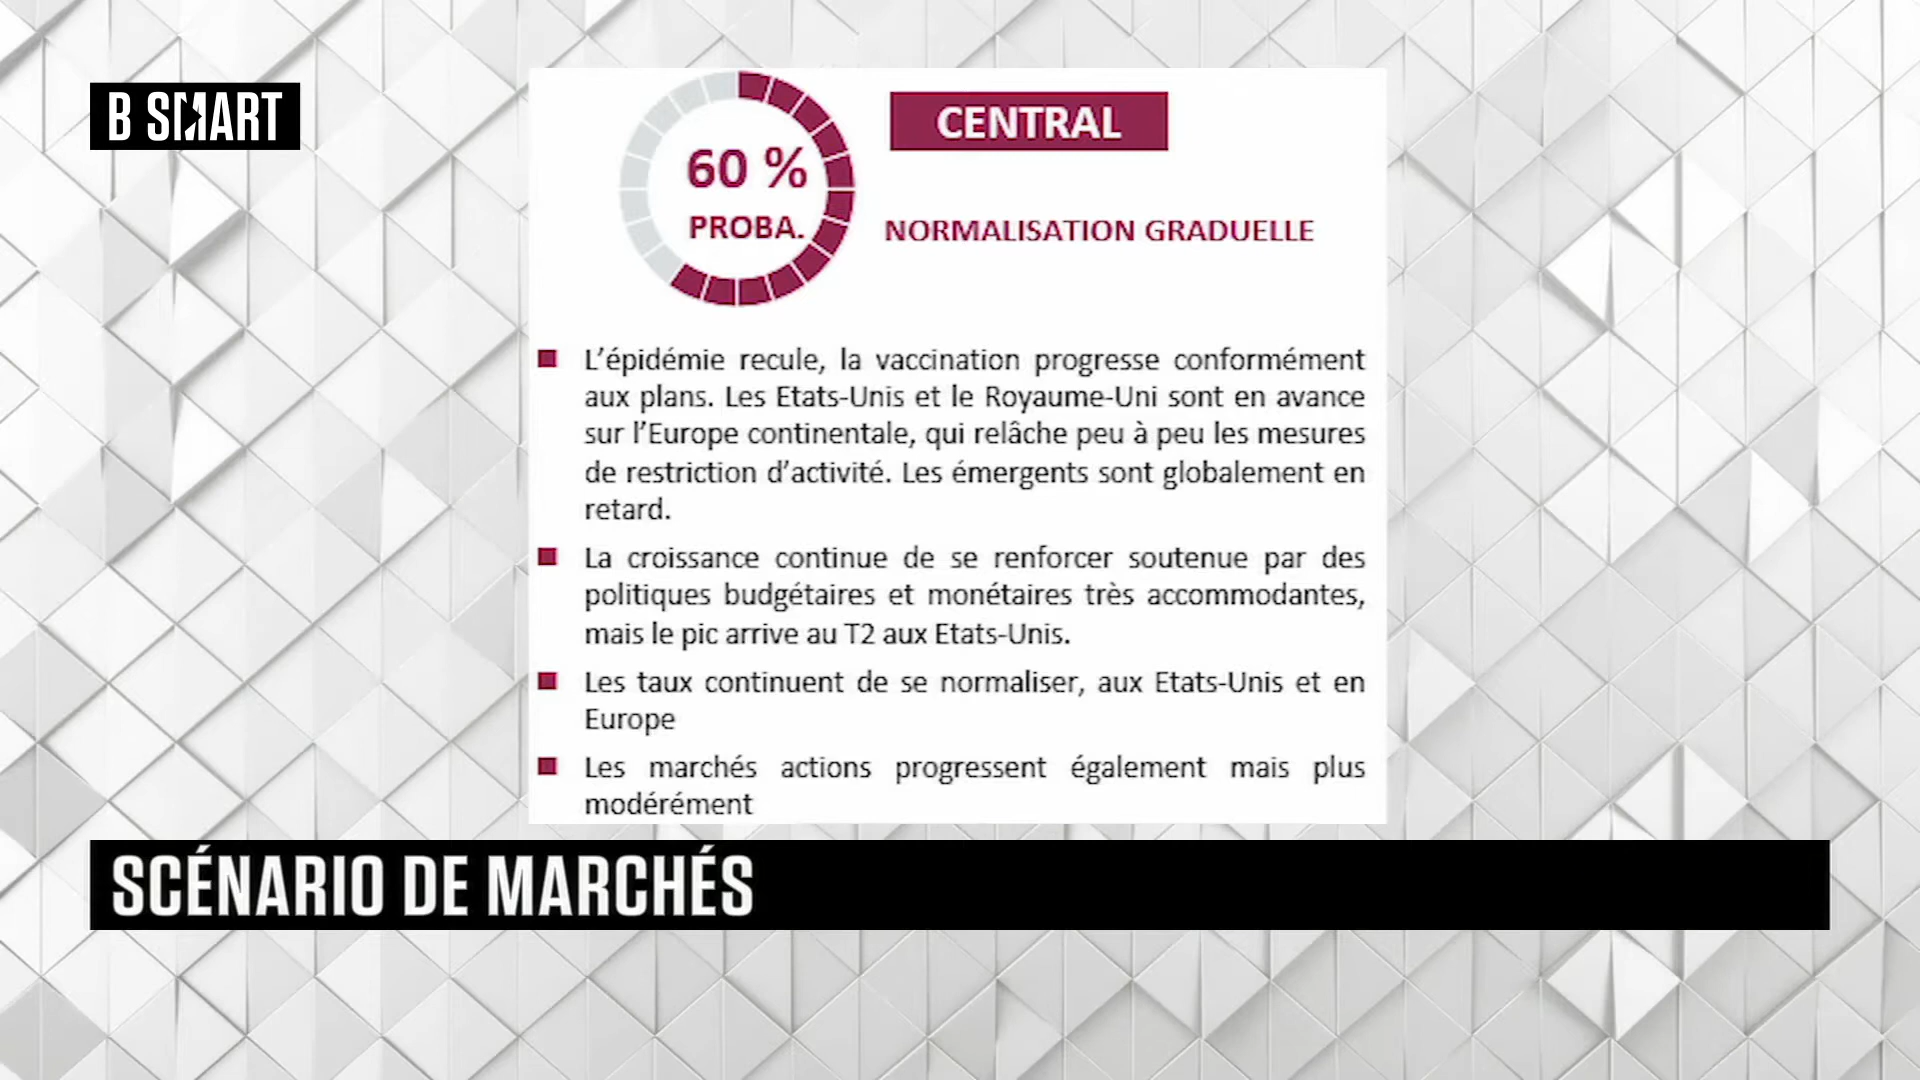 B SMART
60 %
PROBA.
CENTRAL
NORMALISATION GRADUELLE
L'épidémie recule, la vaccination progresse conformément
aux plans. Les Etats-Unis et le Royaume-Uni sont en avance
sur l'Europe continentale, qui relâche peu à peu les mesures
de restriction d'activité. Les émergents sont globalement en
retard.
La croissance continue de se renforcer soutenue par des
politiques budgétaires et monétaires très accommodantes,
mais le pic arrive au T2 aux Etats-Unis.
Les taux continuent de se normaliser, aux Etats-Unis et en
Europe
Les marchés actions progressent également mais plus
modérément
SCÉNARIO DE MARCHÉS